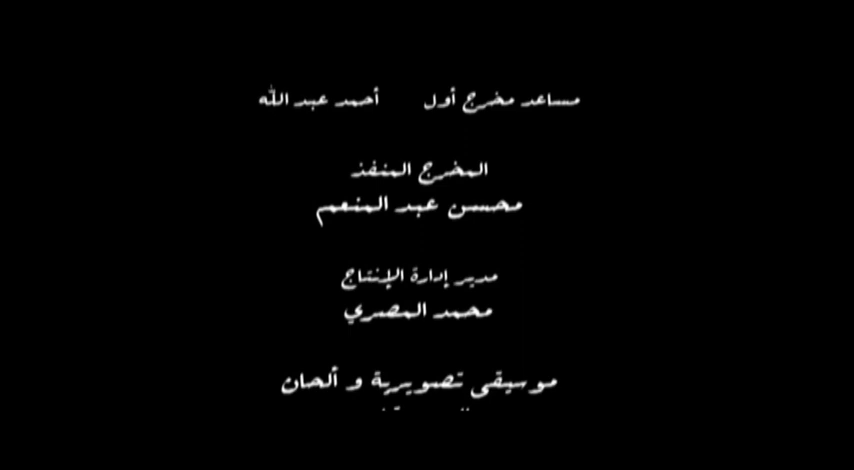 مساعد مخرج أول أحمد عبد الله
المخرج المنفذ
محسن عبد المنعم
مدير إدارة الإنتاج
محمد المصري
موسيقى تصويرية و ألحان